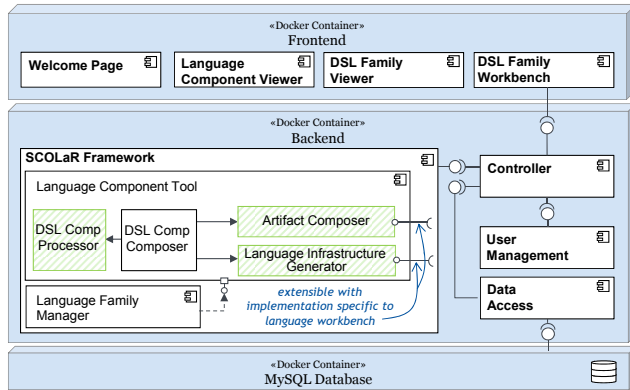 «Docker Container»
Frontend
Welcome Page
Language
Component Viewer
DSL Family
Viewer
DSL Family
Workbench
«Docker Container»
Backend
SCOLaR Framework
Language Component Tool
DSL Comp
Processor
DSL Comp
Composer
Artifact Composer
Language Infrastructure
Generator
extensible with
implementation specific to
language workbench
Language Family
Manager
Controller
User
Management
Data
Access
«Docker Container»
MySQL Database